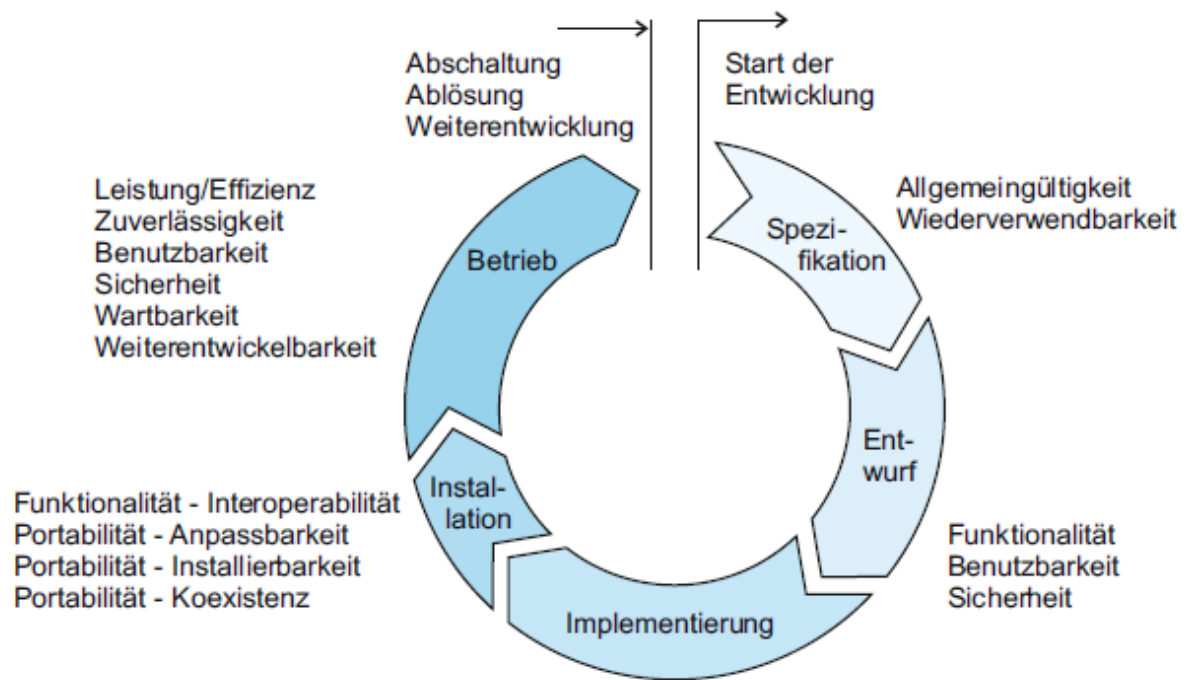 Abschaltung
Ablösung
Weiterentwicklung
Start der
Entwicklung
Allgemeingültigkeit
Wiederverwendbarkeit
Spezi-
fikation
Ent-
wurf
Funktionalität
Benutzbarkeit
Sicherheit
Implementierung
Instal-
lation
Funktionalität - Interoperabilität
Portabilität - Anpassbarkeit
Portabilität - Installierbarkeit
Portabilität - Koexistenz
Betrieb
Leistung/Effizienz
Zuverlässigkeit
Benutzbarkeit
Sicherheit
Wartbarkeit
Weiterentwickelbarkeit